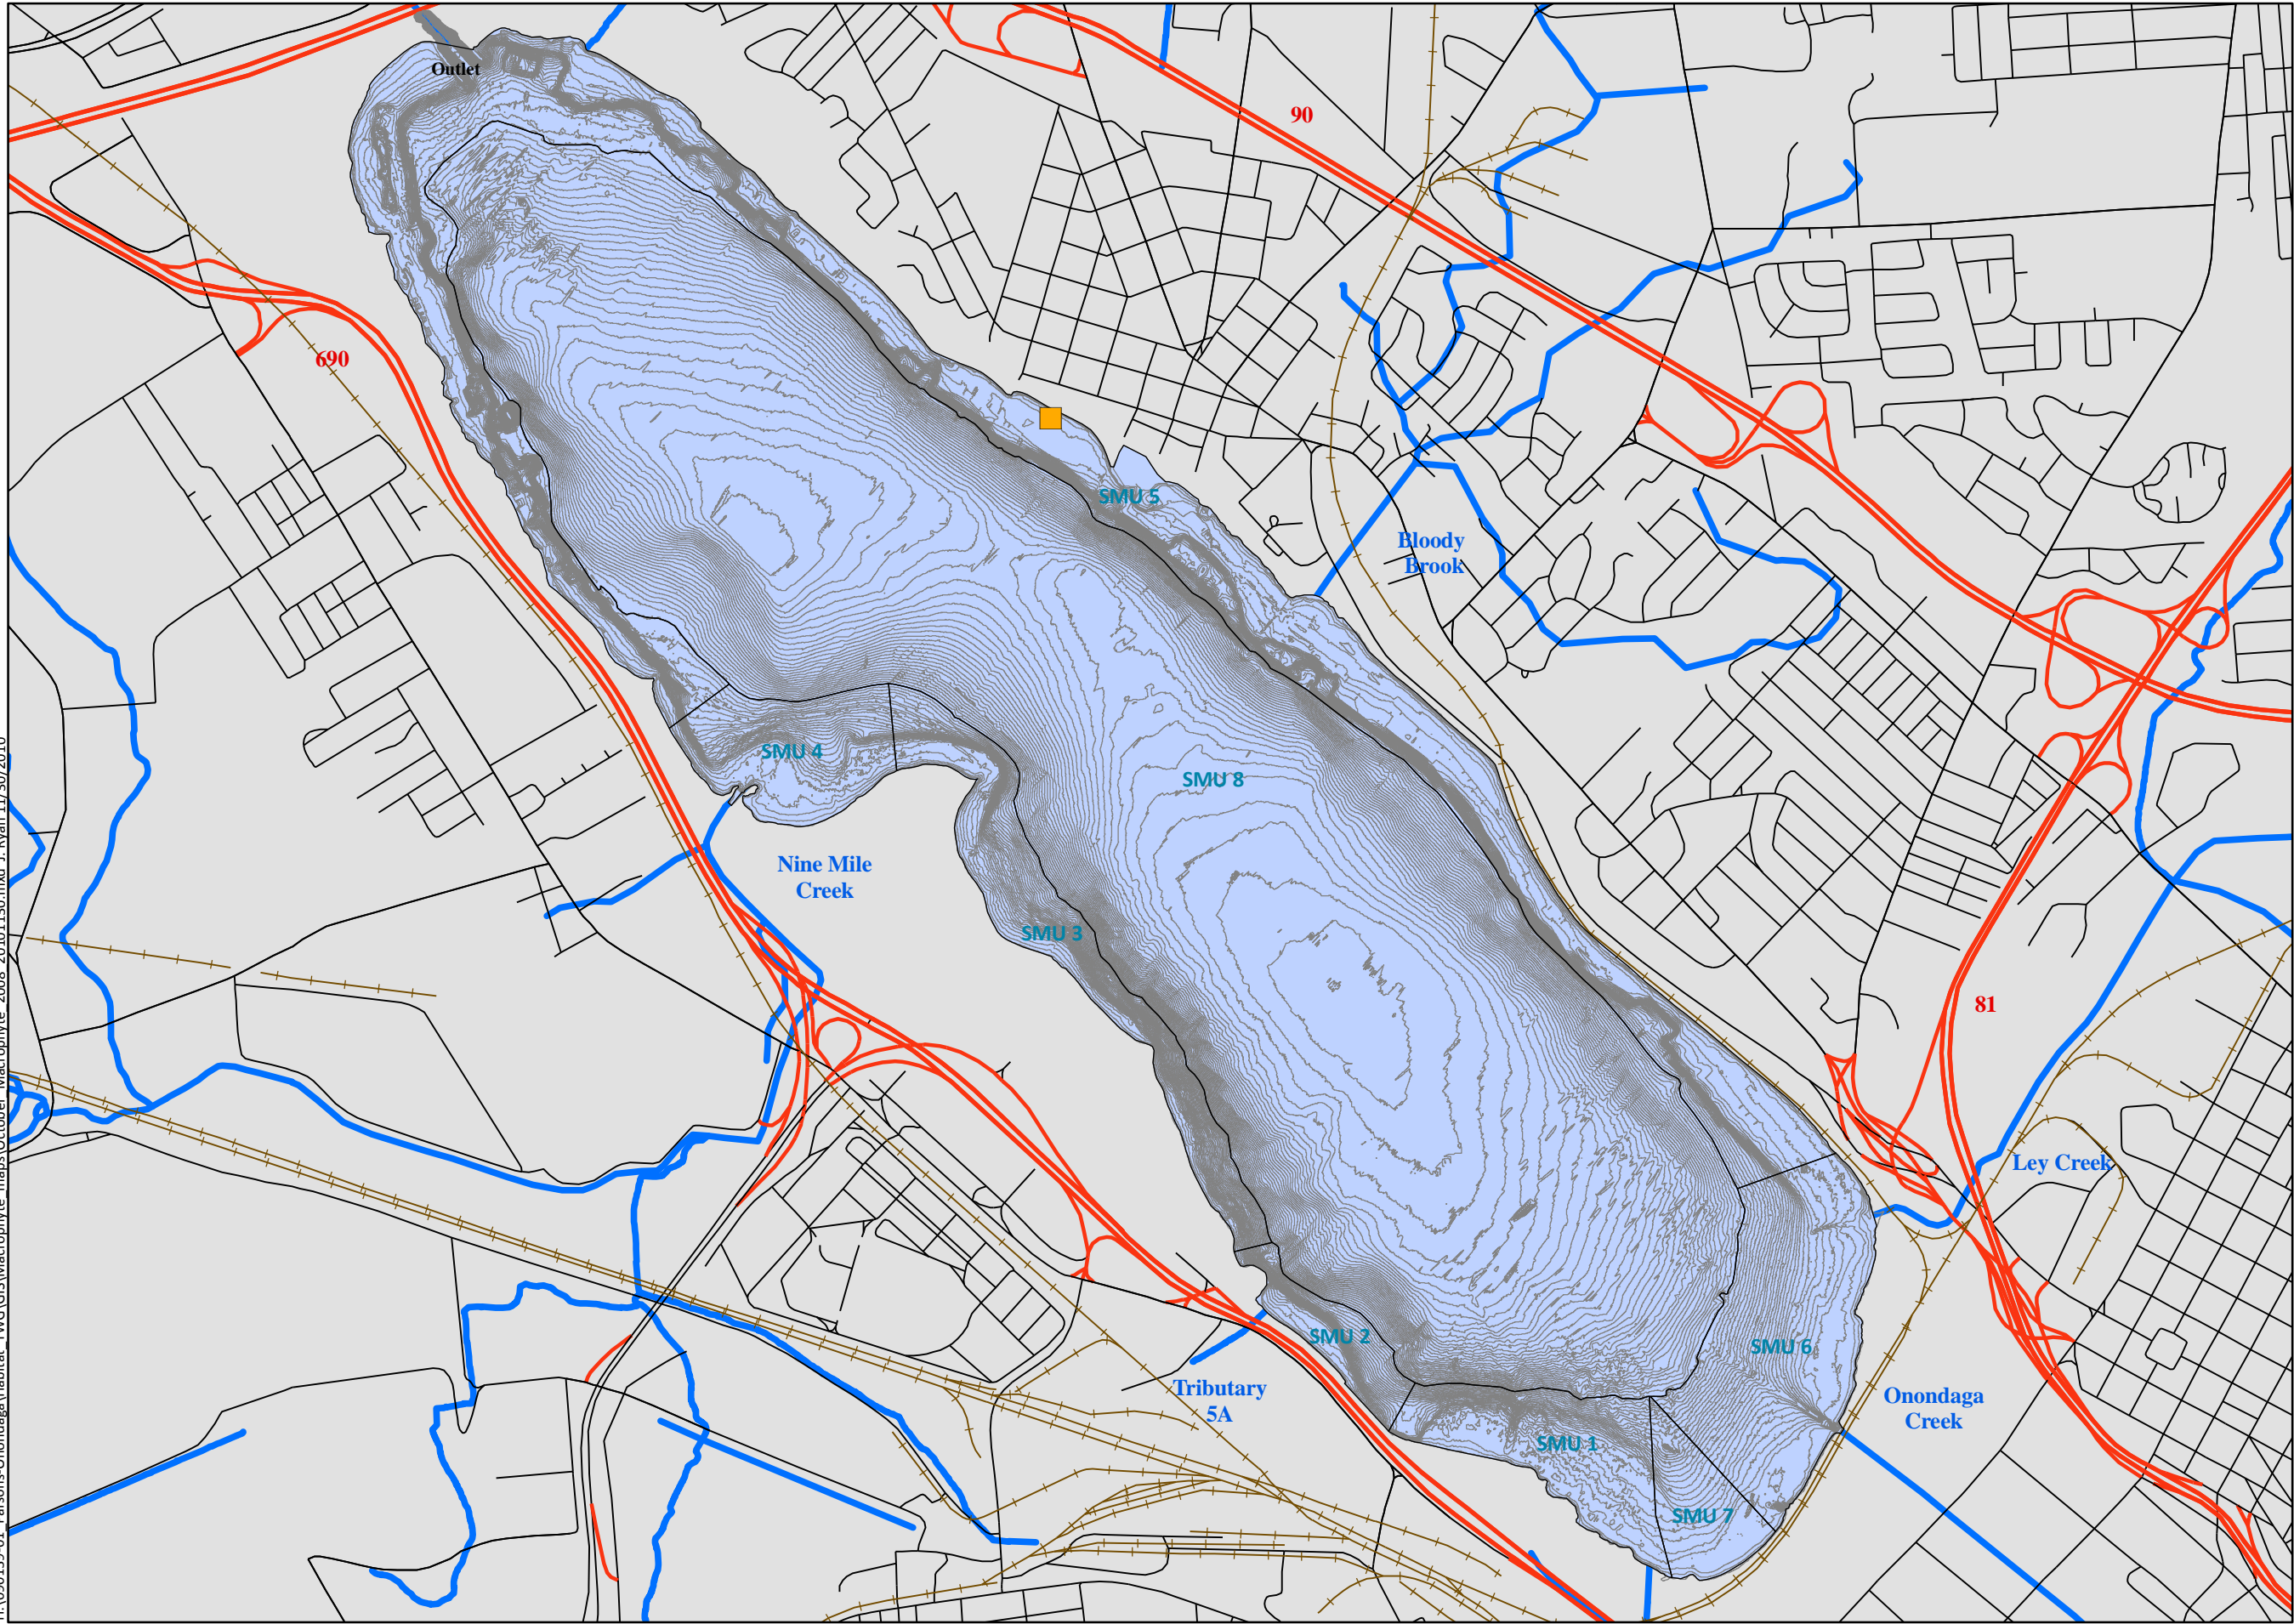 Outlet
90
690
SMU 5
Bloody
Brook
SMU 4
SMU 8
Nine Mile
Creek
SMU 3
81
Ley Creek
SMU 2
SMU 6
Tributary
5A
Onondaga
Creek
SMU 1
SMU 7